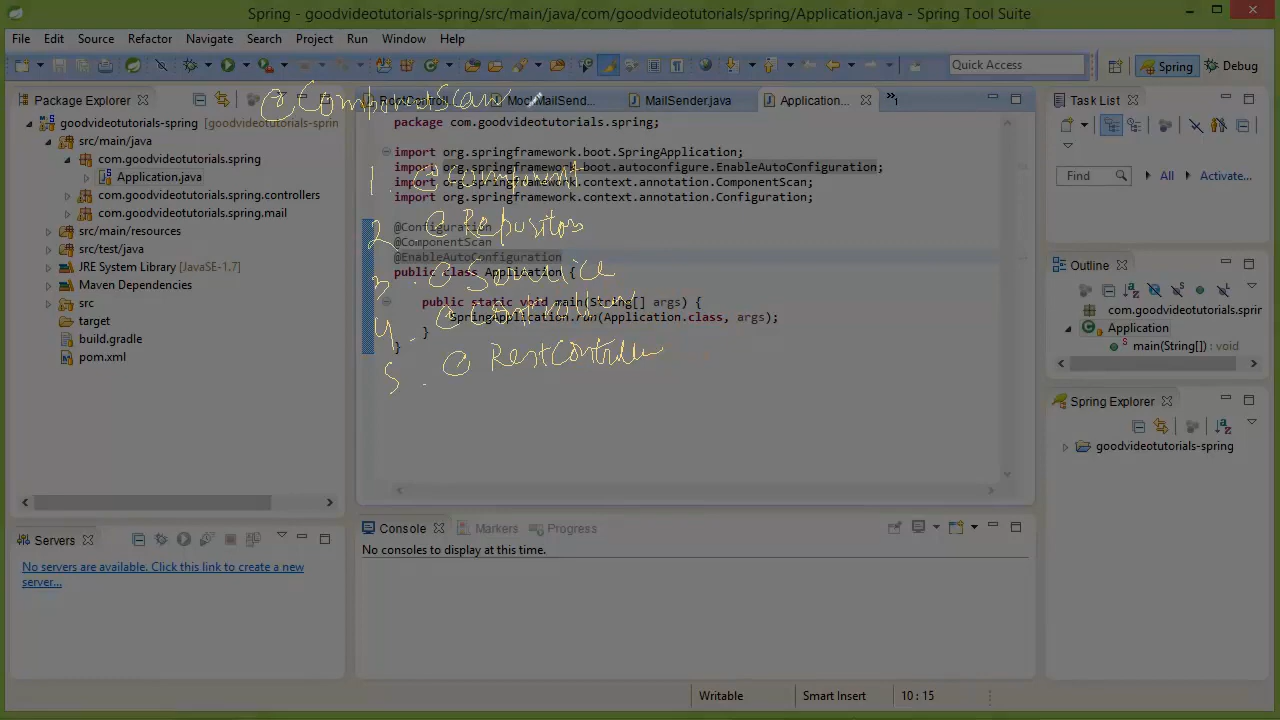 Spring - goodvideotutorials-spring/src/main/java/com/goodvideotutorials/spring/Application.java - Spring Tool Suite
File Edit Source Refactor Navigate Search Project Run Window Help
Quick Access
Spring
Debug
Package Explorer
goodvideotutorials-spring [goodvideotutorials-sprin
src/main/java
com.goodvideotutorials.spring
Application.java
com.goodvideotutorials.spring.controllers
com.goodvideotutorials.spring.mail
src/main/resources
src/test/java
JRE System Library [JavaSE-1.7]
Maven Dependencies
src
target
build.gradle
pom.xml
@ComponentScan
MockMailSend...
MailSender.java
Application...
»1
package com.goodvideotutorials.spring;
import org.springframework.boot.SpringApplication;
import org.springframework.boot.autoconfigure.EnableAutoConfiguration;
import org.springframework.context.annotation.ComponentScan;
import org.springframework.context.annotation.Configuration;
@Configuration
@ComponentScan
@EnableAutoConfiguration
public class Application {
public static void main(String[] args) {
SpringApplication.run(Application.class, args);
}
}
1. @Component
2. @Repository
3. @Service
4. @Controller
5. @RestController
Task List
Find
All
Activate...
Outline
com.goodvideotutorials.sprir
Application
main(String[]) : void
Spring Explorer
goodvideotutorials-spring
Servers
No servers are available. Click this link to create a new
server...
Console
Markers
Progress
No consoles to display at this time.
Writable
Smart Insert
10 : 15